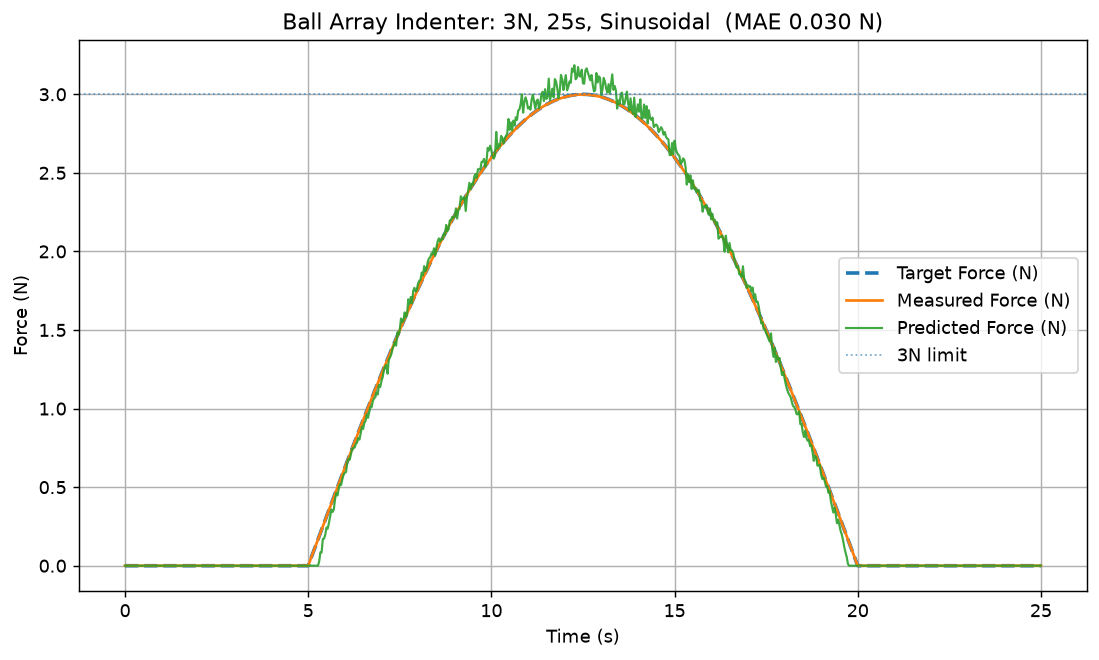 Ball Array Indenter: 3N, 25s, Sinusoidal  (MAE 0.030 N)
Force (N)
3.0
2.5
2.0
1.5
1.0
0.5
0.0
Target Force (N)
Measured Force (N)
Predicted Force (N)
3N limit
0 5 10 15 20 25
Time (s)